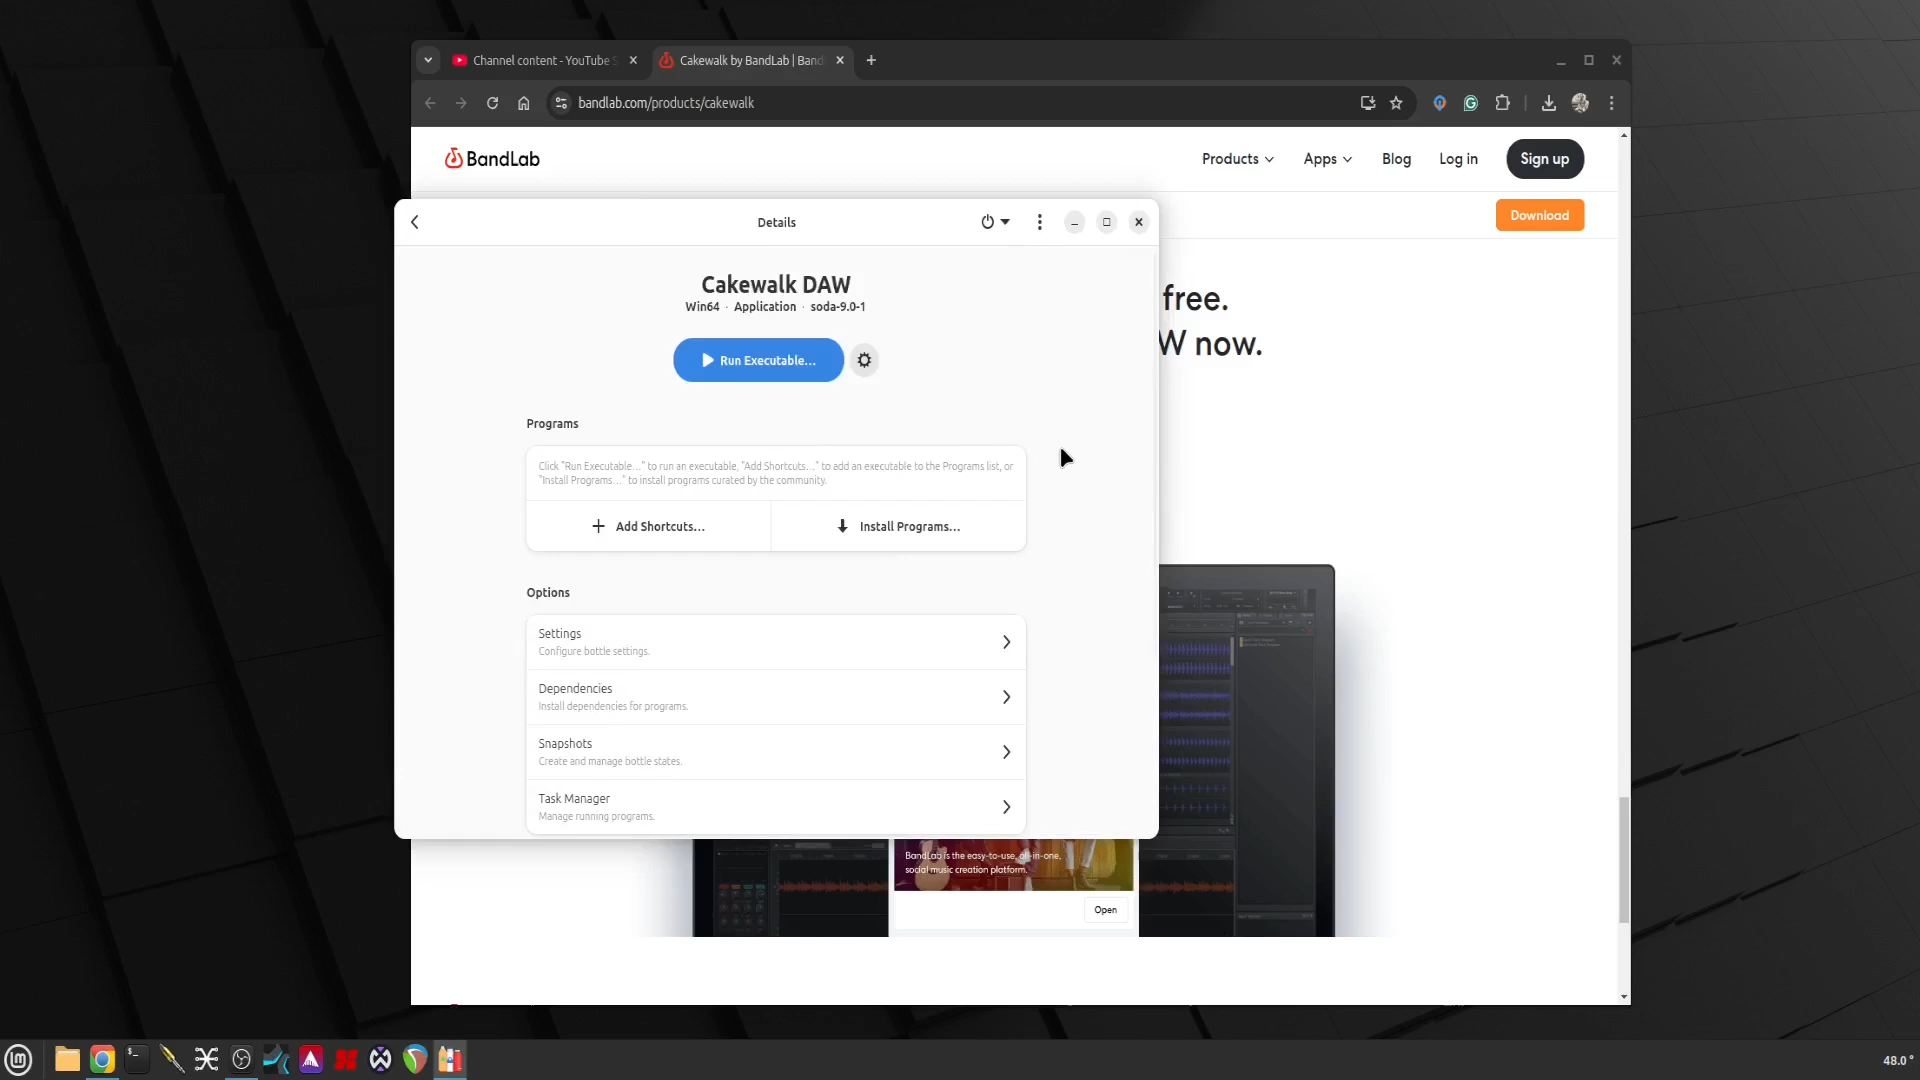 Channel content - YouTube S
Cakewalk by BandLab | Band
bandlab.com/products/cakewalk
BandLab
Products
Apps
Blog
Log in
Sign up
Download
free.
W now.
Details
Cakewalk DAW
Win64 · Application · soda-9.0-1
Run Executable...
Programs
Click "Run Executable..." to run an executable, "Add Shortcuts..." to add an executable to the Programs list, or
"Install Programs..." to install programs curated by the community.
Add Shortcuts...
Install Programs...
Options
Settings
Configure bottle settings.
Dependencies
Install dependencies for programs.
Snapshots
Create and manage bottle states.
Task Manager
Manage running programs.
BandLab is the easy-to-use, all-in-one,
social music creation platform.
Open
48.0 °